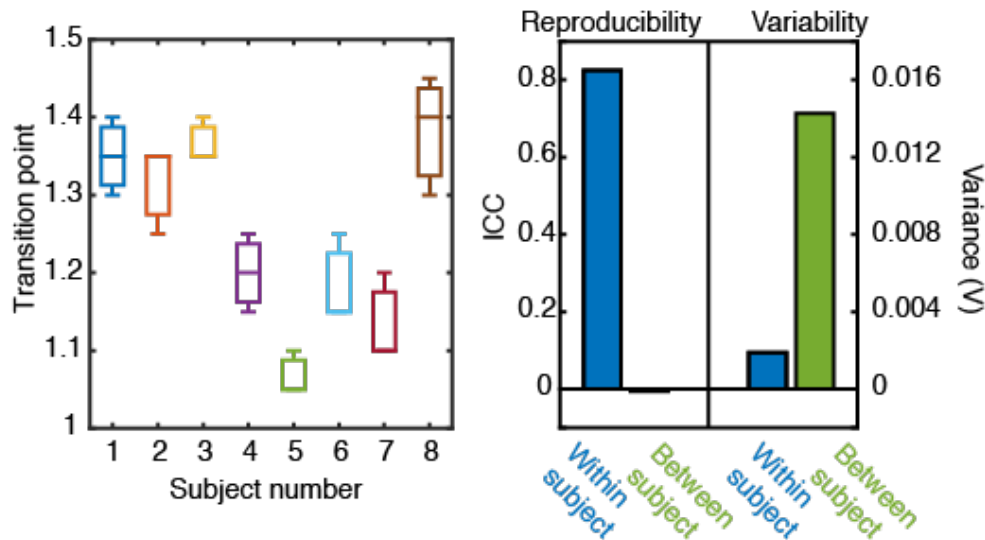 Transition point
1.5
1.4
1.3
1.2
1.1
1
1 2 3 4 5 6 7 8
Subject number
Reproducibility Variability
ICC
0.8
0.6
0.4
0.2
0
0.016
0.012
0.008
0.004
0
Variance (V)
Within subject
Between subject
Within subject
Between subject